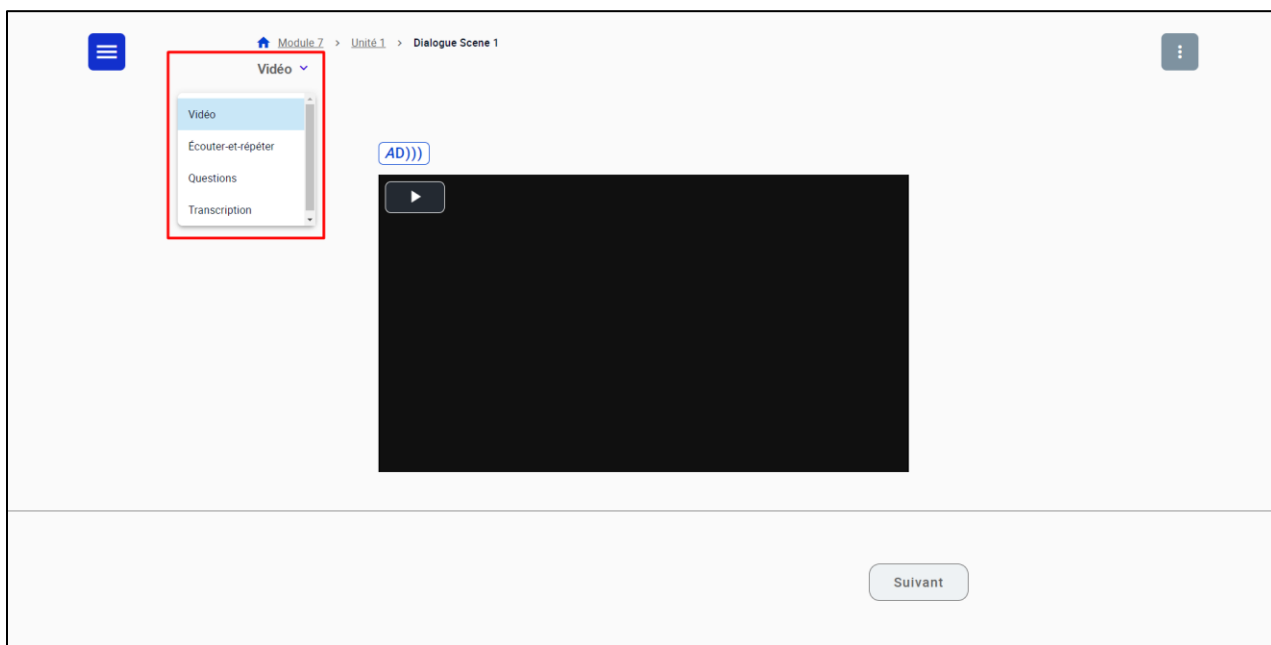 Module 7 > Unité 1 > Dialogue Scene 1
Vidéo
Vidéo
Écouter-et-répéter
Questions
Transcription
AD)))
Suivant